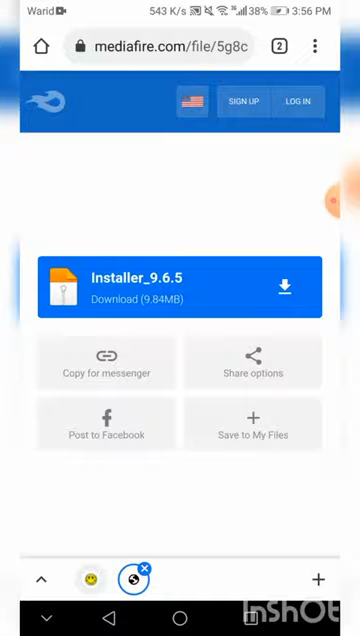 Warid 543 K/s 38% 3:56 PM
mediafire.com/file/5g8c 2
SIGN UP LOG IN
Installer_9.6.5
Download (9.84MB)
Copy for messenger Share options
Post to Facebook Save to My Files
InShOt